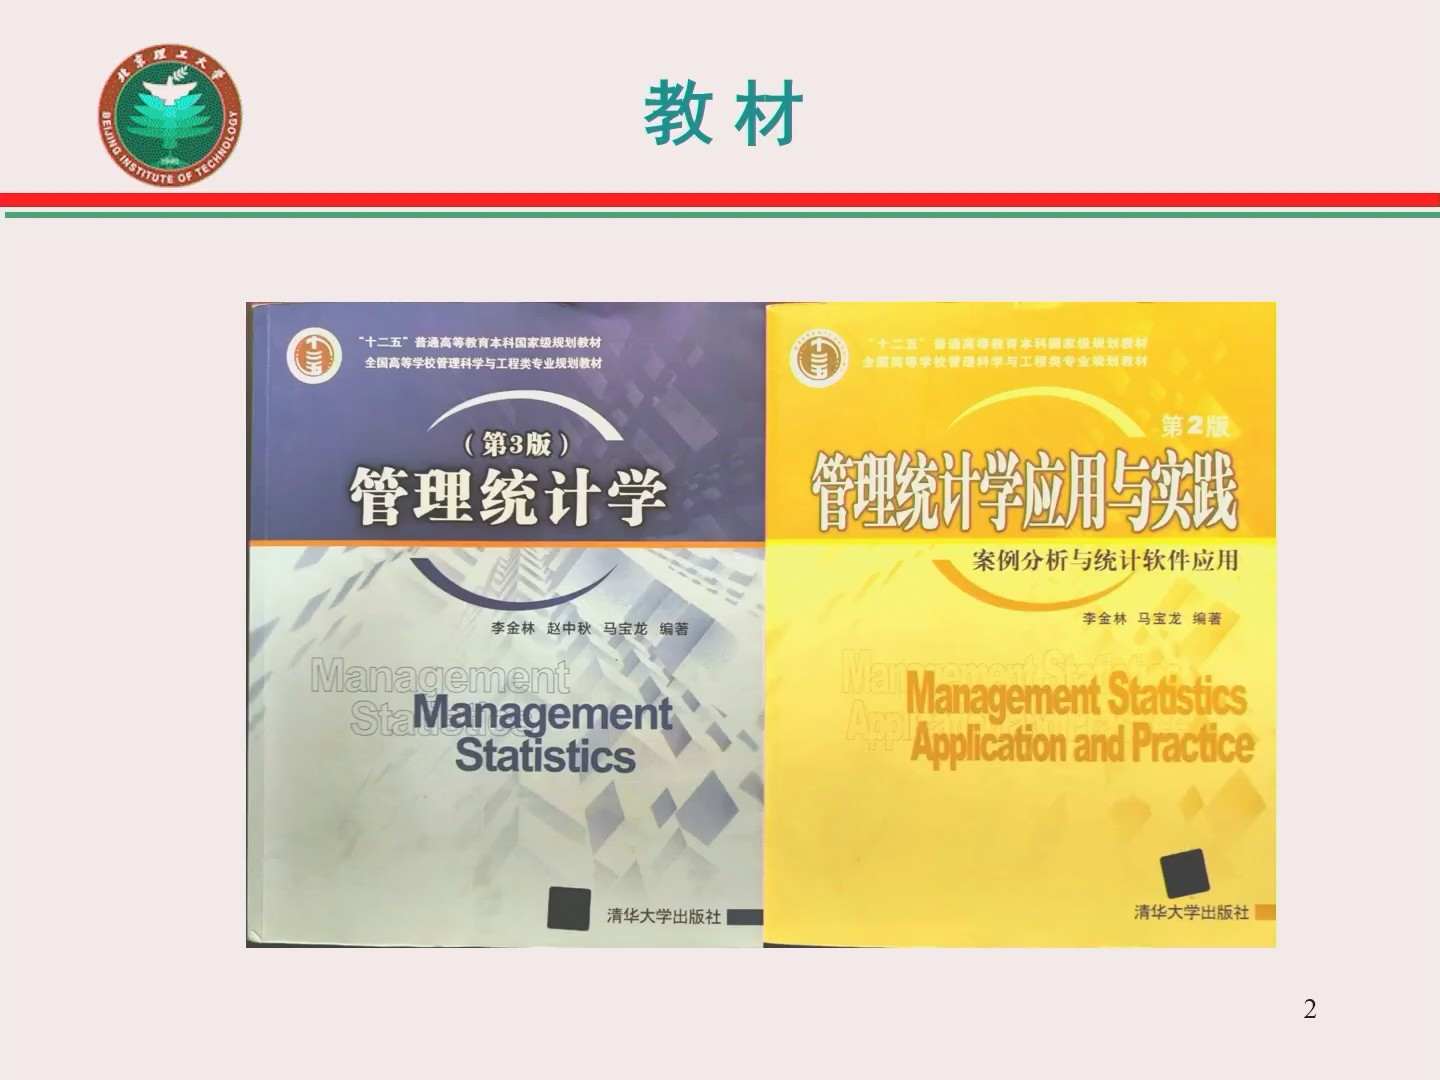 北京理工大学
BEIJING INSTITUTE OF TECHNOLOGY
1940
教材
十二五
"十二五"普通高等教育本科国家级规划教材
全国高等学校管理科学与工程类专业规划教材
（第3版）
管理统计学
李金林 赵中秋 马宝龙 编著
Management
Statistics
Management
Statistics
清华大学出版社
十二五
"十二五"普通高等教育本科国家级规划教材
全国高等学校管理科学与工程类专业规划教材
第2版
管理统计学应用与实践
案例分析与统计软件应用
李金林 马宝龙 编著
Management Statistics
Application and Practice
清华大学出版社
2